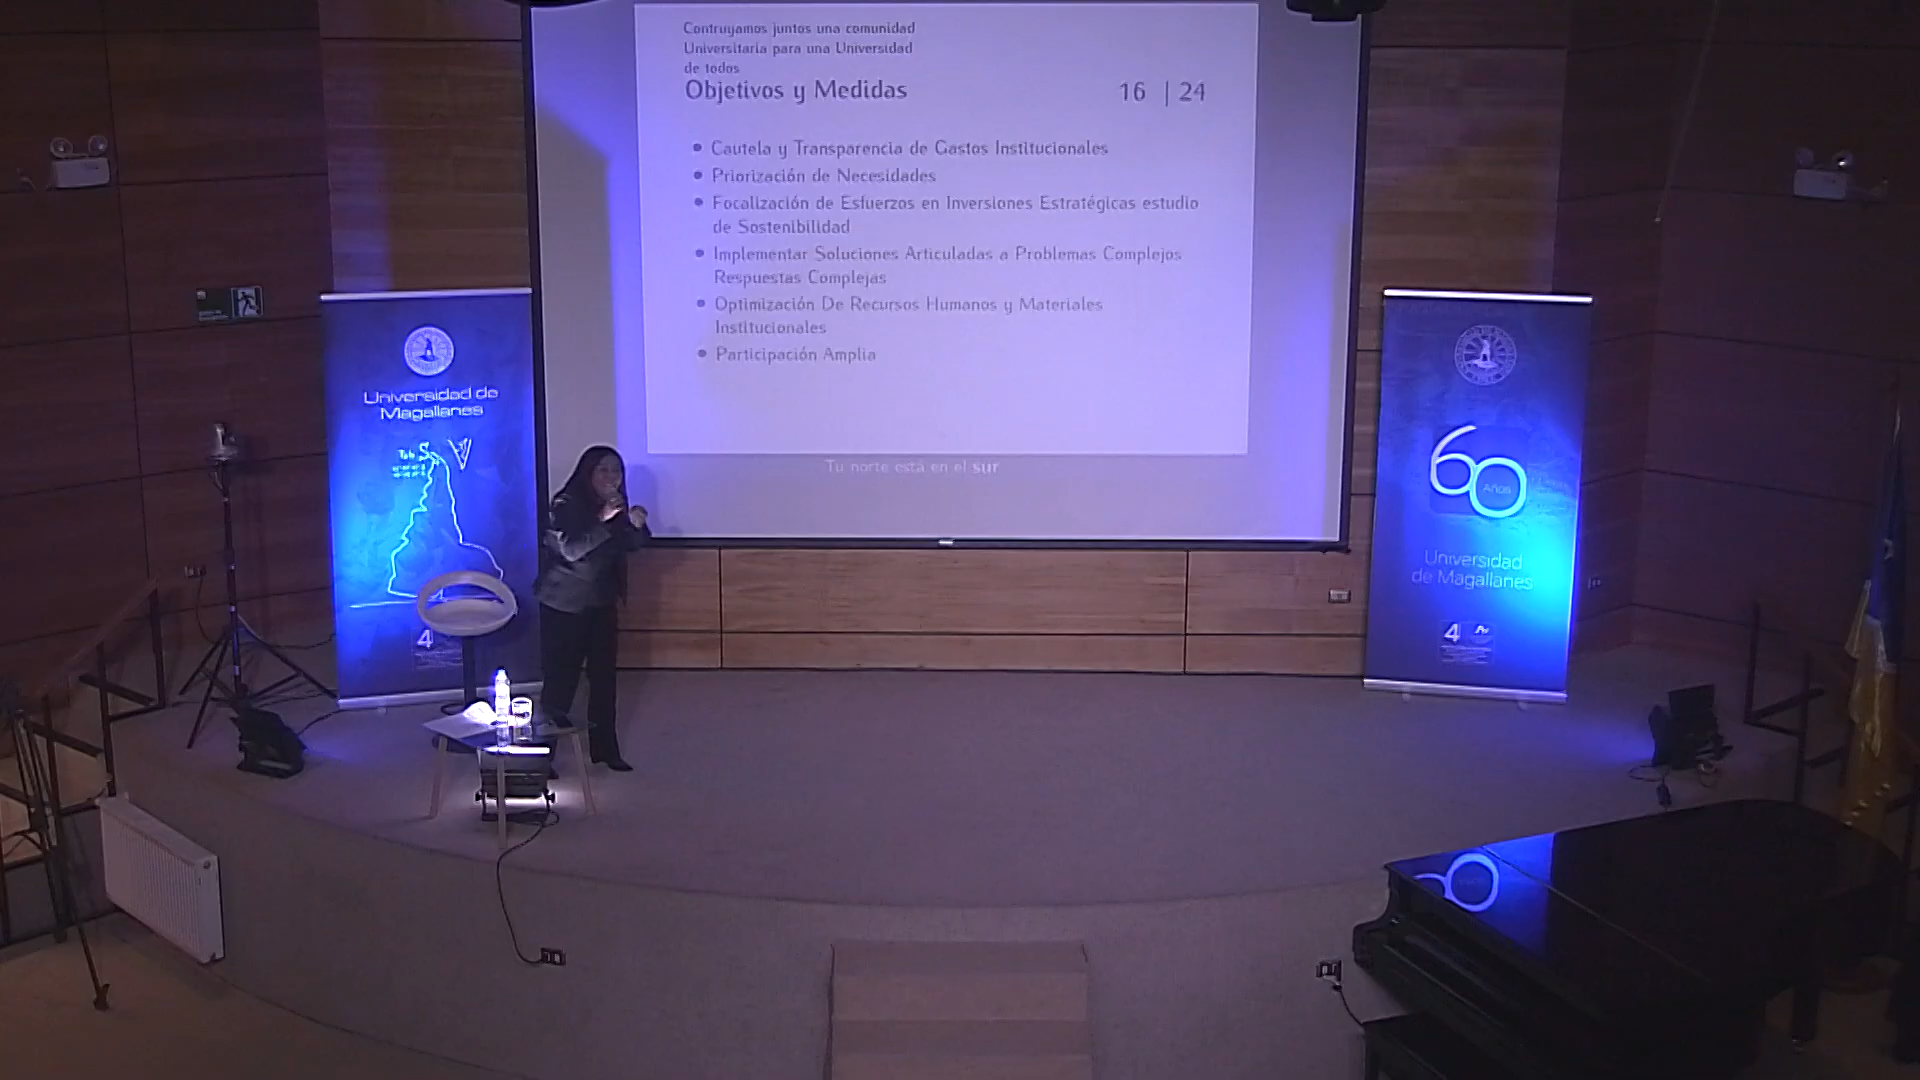 Contruyamos juntos una comunidad
Universitaria para una Universidad
de todos
Objetivos y Medidas
16 | 24
• Cautela y Transparencia de Gastos Institucionales
• Priorización de Necesidades
• Focalización de Esfuerzos en Inversiones Estratégicas estudio
de Sostenibilidad
• Implementar Soluciones Articuladas a Problemas Complejos
Respuestas Complejas
• Optimización De Recursos Humanos y Materiales
Institucionales
• Participación Amplia
Tu norte está en el sur
Universidad de
Magallanes
4
60
Años
Universidad
de Magallanes
4